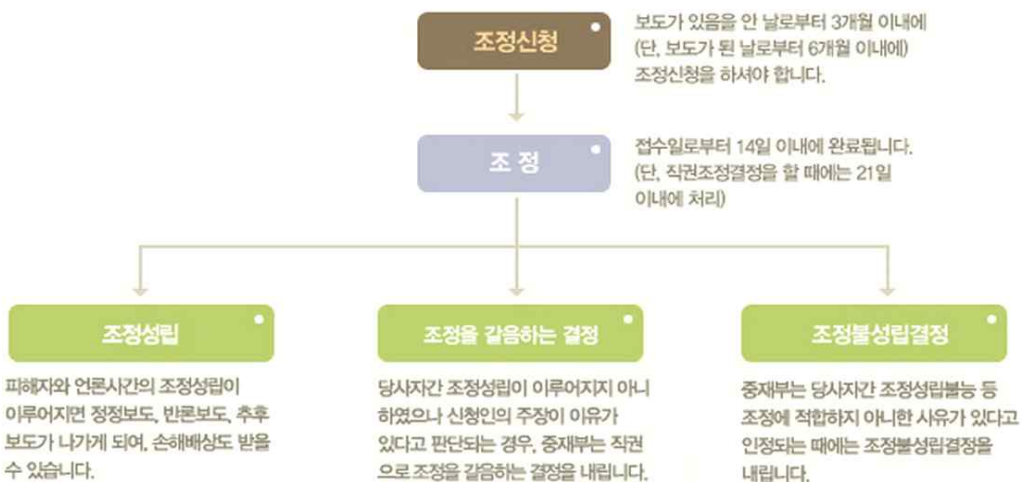 조정신청
보도가 있음을 안 날로부터 3개월 이내에
(단, 보도가 된 날로부터 6개월 이내에)
조정신청을 하셔야 합니다.
조 정
접수일로부터 14일 이내에 완료됩니다.
(단, 직권조정결정을 할 때에는 21일
이내에 처리)
조정성립
피해자와 언론사간의 조정성립이
이루어지면 정정보도, 반론보도, 추후
보도가 나가게 되여, 손해배상도 받을
수 있습니다.
조정을 갈음하는 결정
당사자간 조정성립이 이루어지지 아니
하였으나 신청인의 주장이 이유가
있다고 판단되는 경우, 중재부는 직권
으로 조정을 갈음하는 결정을 내립니다.
조정불성립결정
중재부는 당사자간 조정성립불능 등
조정에 적합하지 아니한 사유가 있다고
인정되는 때에는 조정불성립결정을
내립니다.